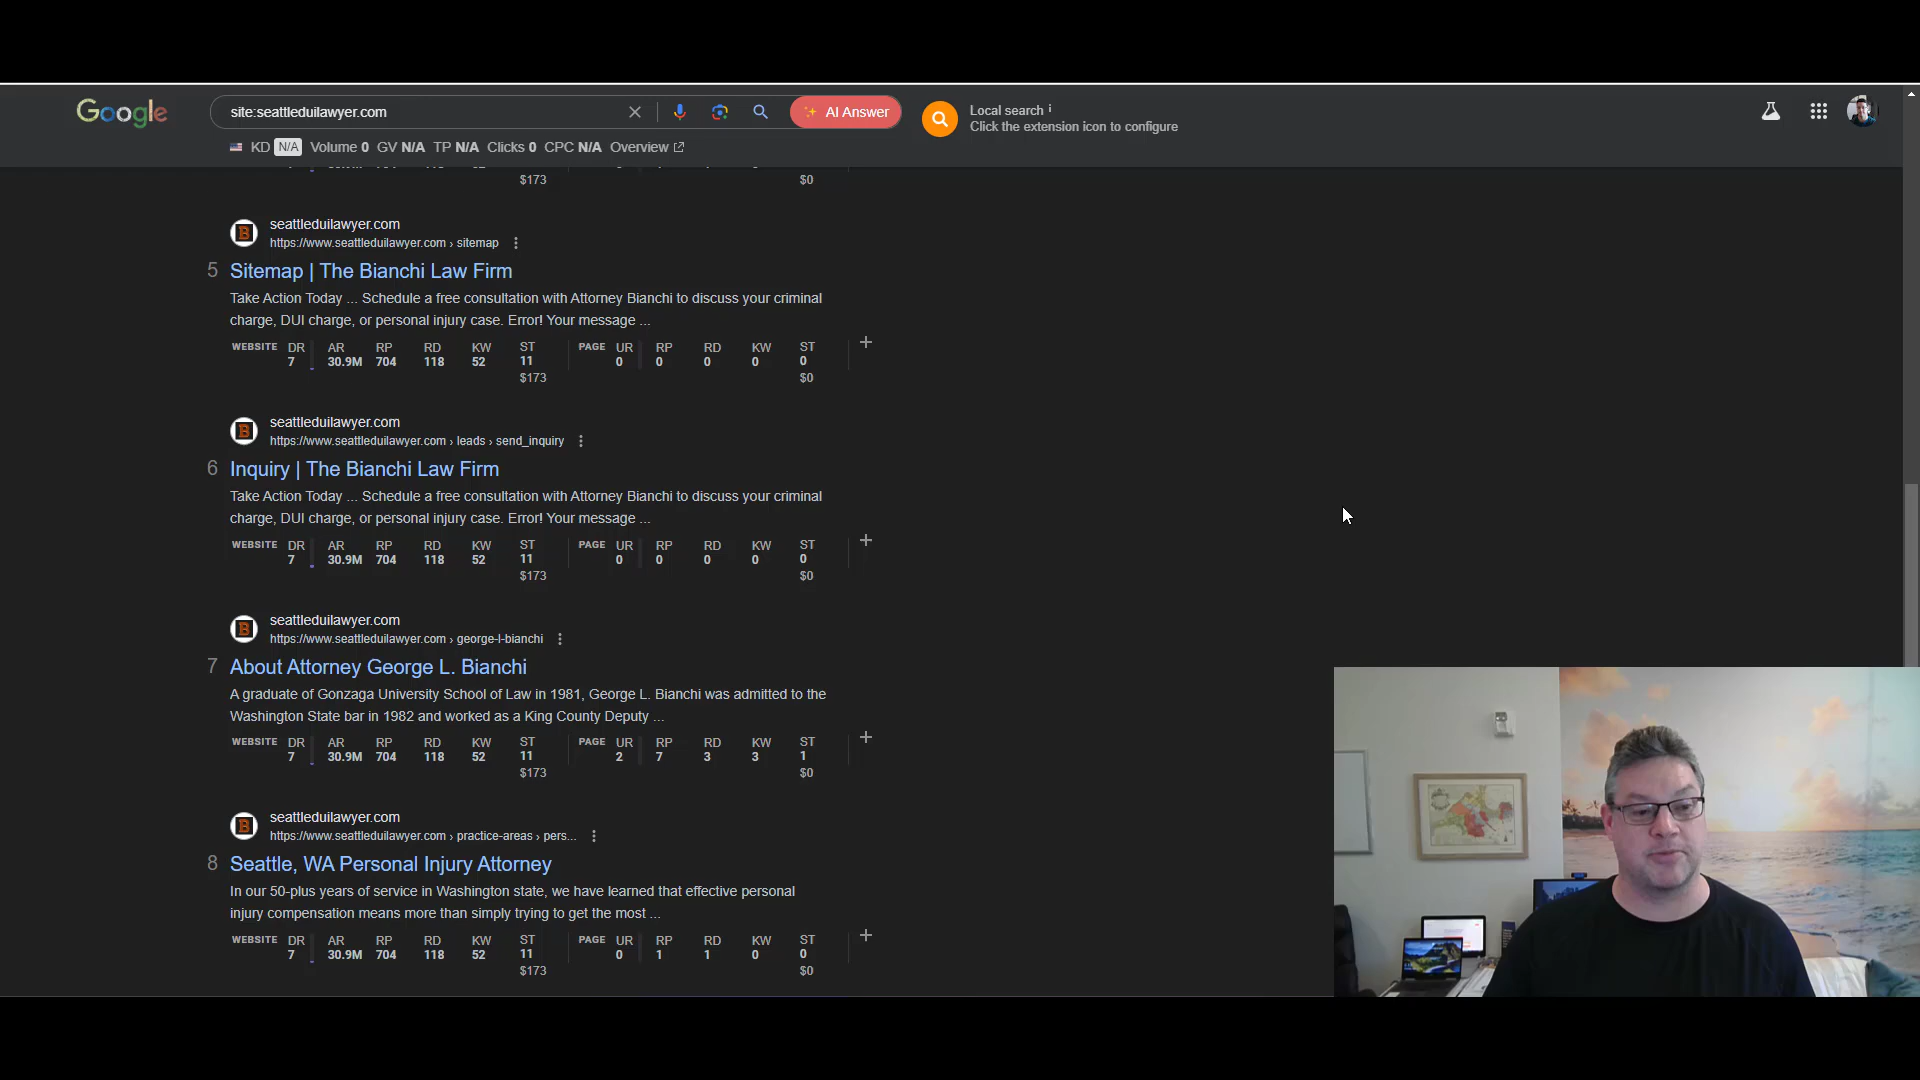 Google
site:seattleduilawyer.com
AI Answer
Local search i
Click the extension icon to configure
KD N/A Volume 0 GV N/A TP N/A Clicks 0 CPC N/A Overview
$173 $0
seattleduilawyer.com
https://www.seattleduilawyer.com › sitemap
5 Sitemap | The Bianchi Law Firm
Take Action Today ... Schedule a free consultation with Attorney Bianchi to discuss your criminal
charge, DUI charge, or personal injury case. Error! Your message ...
WEBSITE DR AR RP RD KW ST PAGE UR RP RD KW ST
7 30.9M 704 118 52 11 0 0 0 0 0
$173 $0
seattleduilawyer.com
https://www.seattleduilawyer.com › leads › send_inquiry
6 Inquiry | The Bianchi Law Firm
Take Action Today ... Schedule a free consultation with Attorney Bianchi to discuss your criminal
charge, DUI charge, or personal injury case. Error! Your message ...
WEBSITE DR AR RP RD KW ST PAGE UR RP RD KW ST
7 30.9M 704 118 52 11 0 0 0 0 0
$173 $0
seattleduilawyer.com
https://www.seattleduilawyer.com › george-l-bianchi
7 About Attorney George L. Bianchi
A graduate of Gonzaga University School of Law in 1981, George L. Bianchi was admitted to the
Washington State bar in 1982 and worked as a King County Deputy ...
WEBSITE DR AR RP RD KW ST PAGE UR RP RD KW ST
7 30.9M 704 118 52 11 2 7 3 3 1
$173 $0
seattleduilawyer.com
https://www.seattleduilawyer.com › practice-areas › pers...
8 Seattle, WA Personal Injury Attorney
In our 50-plus years of service in Washington state, we have learned that effective personal
injury compensation means more than simply trying to get the most ...
WEBSITE DR AR RP RD KW ST PAGE UR RP RD KW ST
7 30.9M 704 118 52 11 0 1 1 0 0
$173 $0